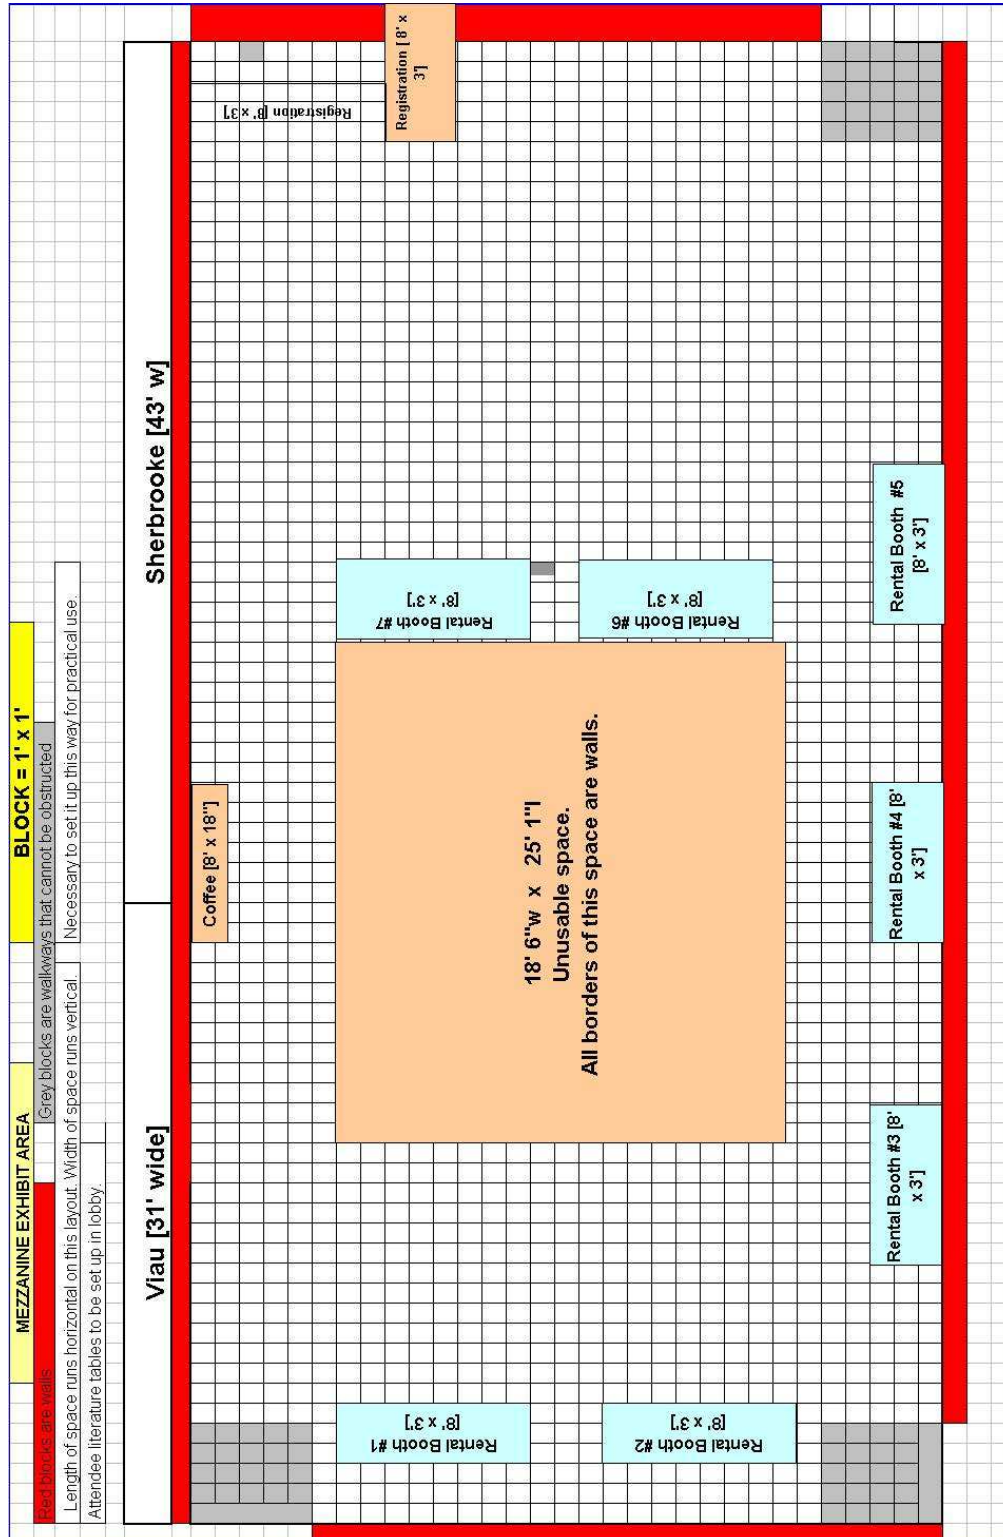 MEZZANINE EXHIBIT AREA
BLOCK = 1' x 1'
Red blocks are walls
Grey blocks are walkways that cannot be obstructed
Length of space runs horizontal on this layout. Width of space runs vertical.
Necessary to set it up this way for practical use.
Attendee literature tables to be set up in lobby.
Viau [31' wide]
Sherbrooke [43' w]
Coffee [8' x 18"]
Registration [8' x 3']
Registration [ 8' x
3']
Rental Booth #1
[8' x 3']
Rental Booth #2
[8' x 3']
18' 6"w x 25' 1"l
Unusable space.
All borders of this space are walls.
Rental Booth #7
[8' x 3']
Rental Booth #6
[8' x 3']
Rental Booth #3 [8'
x 3']
Rental Booth #4 [8'
x 3']
Rental Booth #5
[8' x 3']